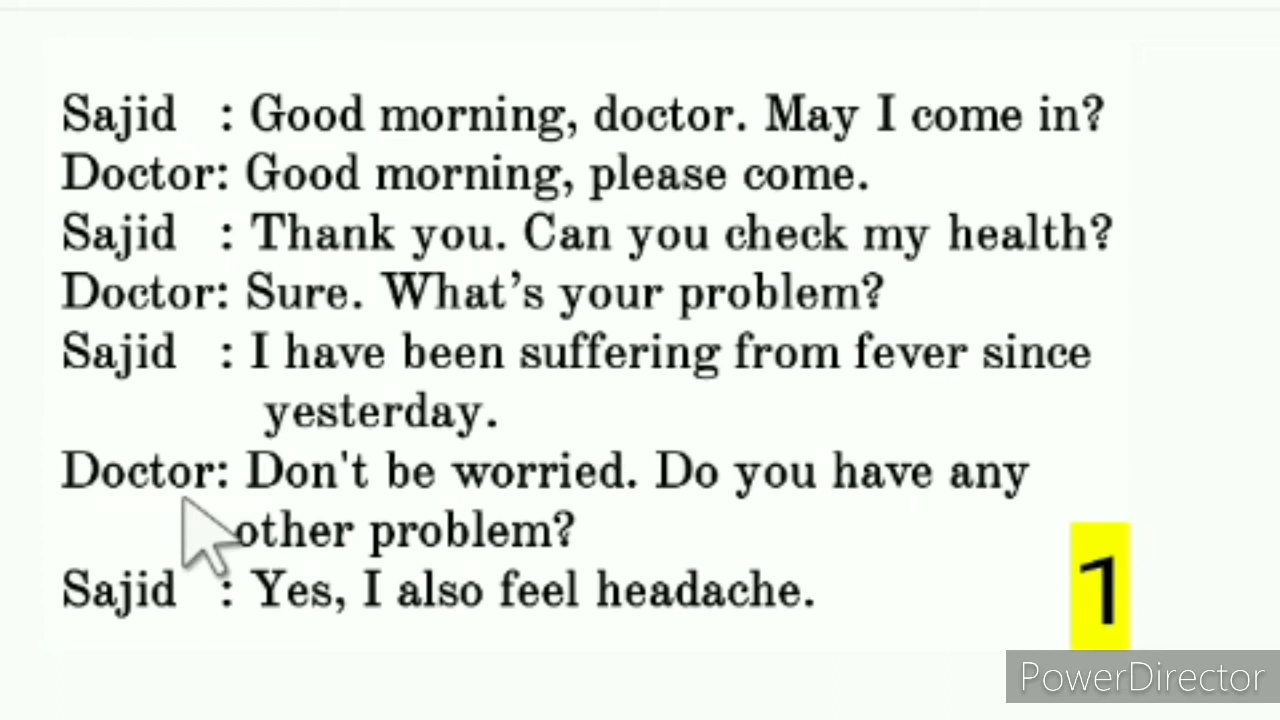 Sajid : Good morning, doctor. May I come in?
Doctor: Good morning, please come.
Sajid : Thank you. Can you check my health?
Doctor: Sure. What’s your problem?
Sajid : I have been suffering from fever since
yesterday.
Doctor: Don't be worried. Do you have any
other problem?
Sajid : Yes, I also feel headache.
1
PowerDirector